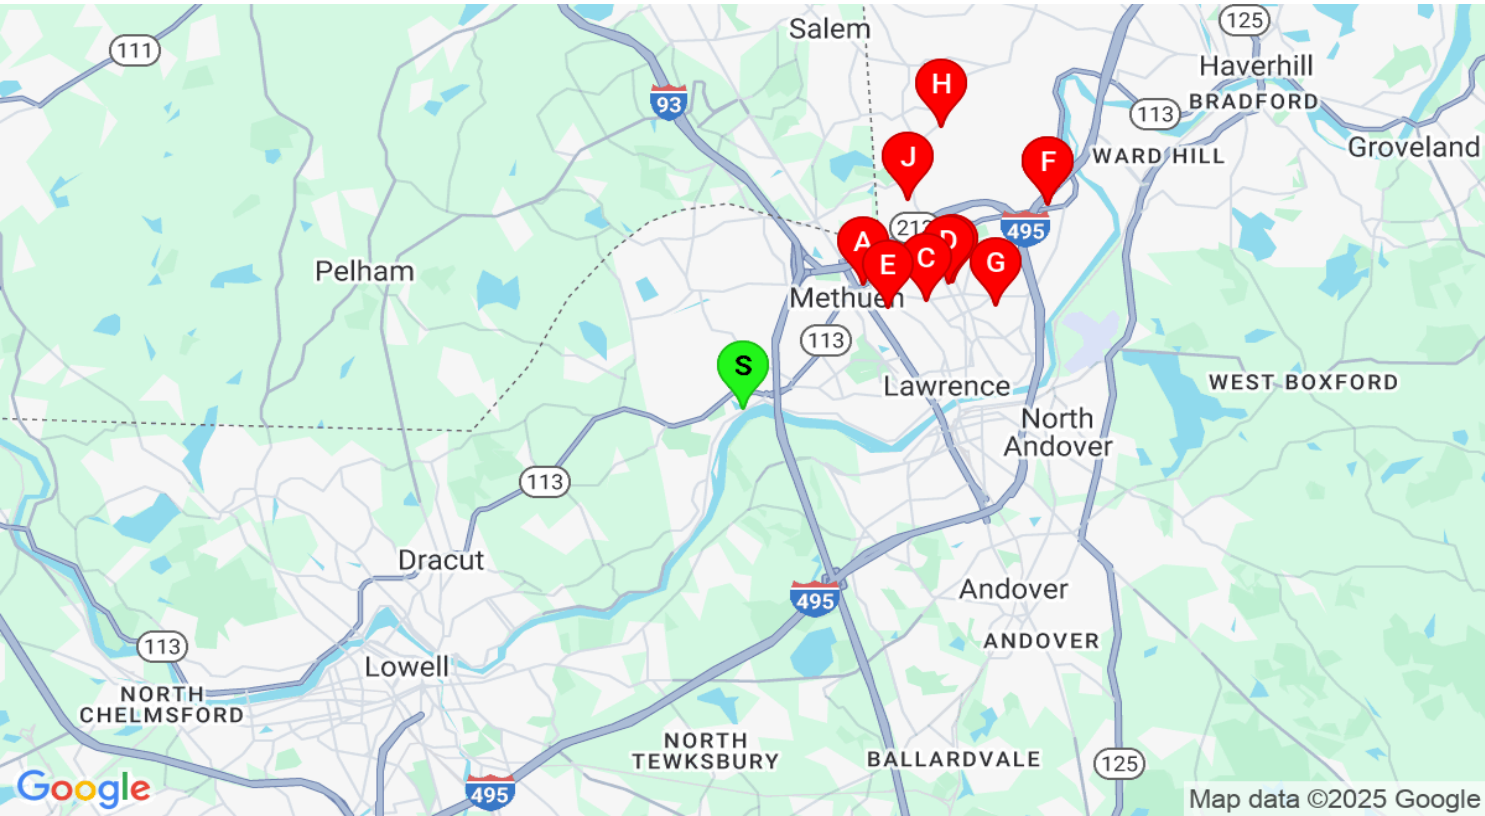 125
Salem
111
Haverhill
93
H
BRADFORD
113
Groveland
J
F
WARD HILL
213
495
A
D
C
E
G
Pelham
Methuen
113
S
Lawrence
WEST BOXFORD
North
Andover
113
Dracut
Andover
495
ANDOVER
113
Lowell
NORTH
CHELMSFORD
NORTH
TEWKSBURY
BALLARDVALE
125
495
Google
Map data ©2025 Google